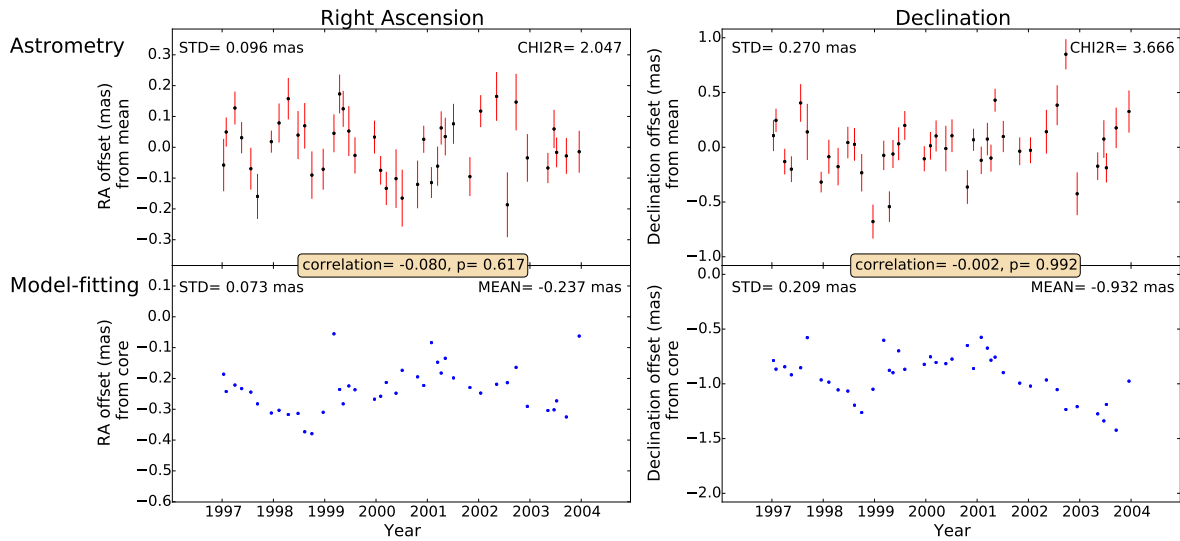 Right Ascension
Declination
Astrometry
STD= 0.096 mas
CHI2R= 2.047
STD= 0.270 mas
CHI2R= 3.666
RA offset (mas)
from mean
0.3
0.2
0.1
0.0
−0.1
−0.2
−0.3
Declination offset (mas)
from mean
1.0
0.5
0.0
−0.5
−1.0
correlation= -0.080, p= 0.617
correlation= -0.002, p= 0.992
Model-fitting
STD= 0.073 mas
MEAN= -0.237 mas
STD= 0.209 mas
MEAN= -0.932 mas
RA offset (mas)
from core
0.1
0.0
−0.1
−0.2
−0.3
−0.4
−0.5
−0.6
Declination offset (mas)
from core
0.0
−0.5
−1.0
−1.5
−2.0
1997 1998 1999 2000 2001 2002 2003 2004
Year
1997 1998 1999 2000 2001 2002 2003 2004
Year